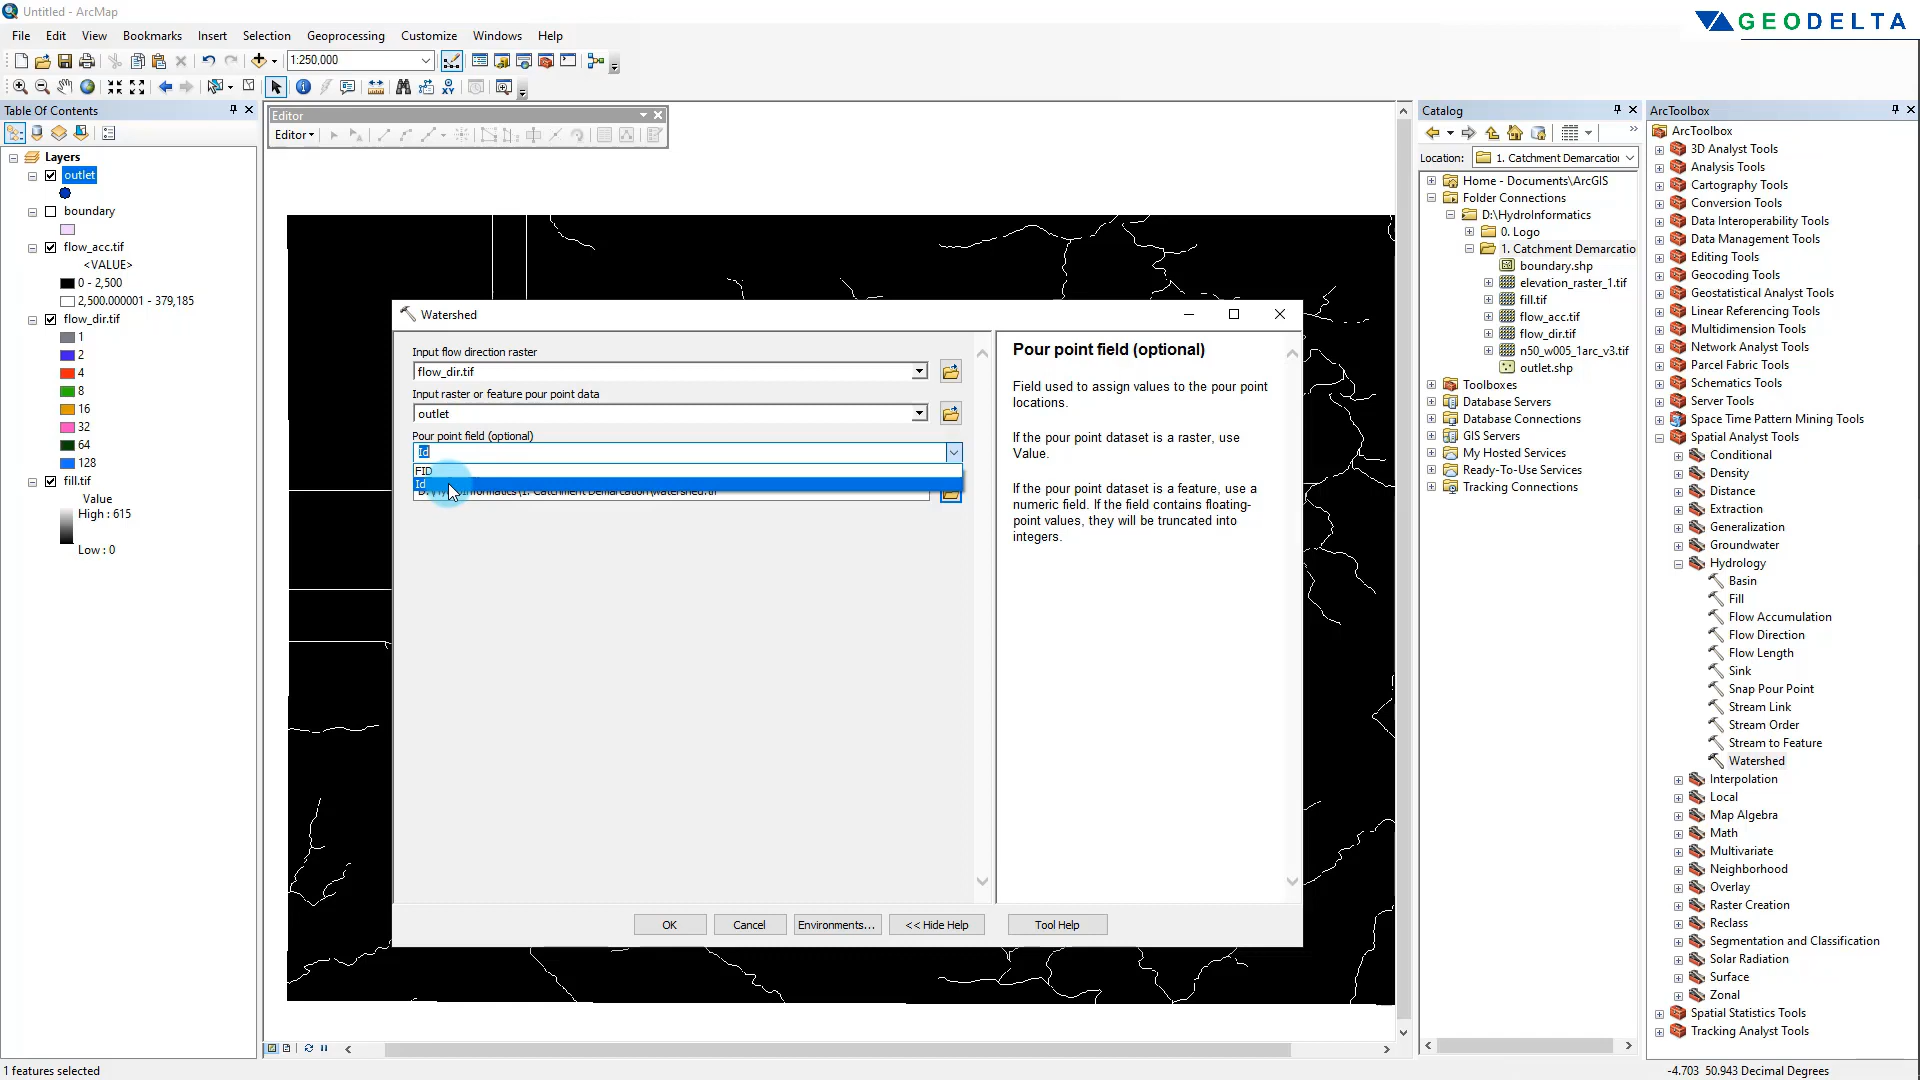 Untitled - ArcMap
GEODELTA
File Edit View Bookmarks Insert Selection Geoprocessing Customize Windows Help
1:250,000
Table Of Contents
Layers
outlet
boundary
flow_acc.tif
<VALUE>
0 - 2,500
2,500.000001 - 379,185
flow_dir.tif
1
2
4
8
16
32
64
128
fill.tif
Value
High : 615
Low : 0
Editor
Editor
Watershed
Input flow direction raster
flow_dir.tif
Input raster or feature pour point data
outlet
Pour point field (optional)
Id
FID
Id
Pour point field (optional)
Field used to assign values to the pour point
locations.
If the pour point dataset is a raster, use
Value.
If the pour point dataset is a feature, use a
numeric field. If the field contains floating-
point values, they will be truncated into
integers.
OK
Cancel
Environments...
<< Hide Help
Tool Help
Catalog
Location:
1. Catchment Demarcation
Home - Documents\ArcGIS
Folder Connections
D:\HydroInformatics
0. Logo
1. Catchment Demarcatio
boundary.shp
elevation_raster_1.tif
fill.tif
flow_acc.tif
flow_dir.tif
n50_w005_1arc_v3.tif
outlet.shp
Toolboxes
Database Servers
Database Connections
GIS Servers
My Hosted Services
Ready-To-Use Services
Tracking Connections
ArcToolbox
ArcToolbox
3D Analyst Tools
Analysis Tools
Cartography Tools
Conversion Tools
Data Interoperability Tools
Data Management Tools
Editing Tools
Geocoding Tools
Geostatistical Analyst Tools
Linear Referencing Tools
Multidimension Tools
Network Analyst Tools
Parcel Fabric Tools
Schematics Tools
Server Tools
Space Time Pattern Mining Tools
Spatial Analyst Tools
Conditional
Density
Distance
Extraction
Generalization
Groundwater
Hydrology
Basin
Fill
Flow Accumulation
Flow Direction
Flow Length
Sink
Snap Pour Point
Stream Link
Stream Order
Stream to Feature
Watershed
Interpolation
Local
Map Algebra
Math
Multivariate
Neighborhood
Overlay
Raster Creation
Reclass
Segmentation and Classification
Solar Radiation
Surface
Zonal
Spatial Statistics Tools
Tracking Analyst Tools
1 features selected
-4.703 50.943 Decimal Degrees